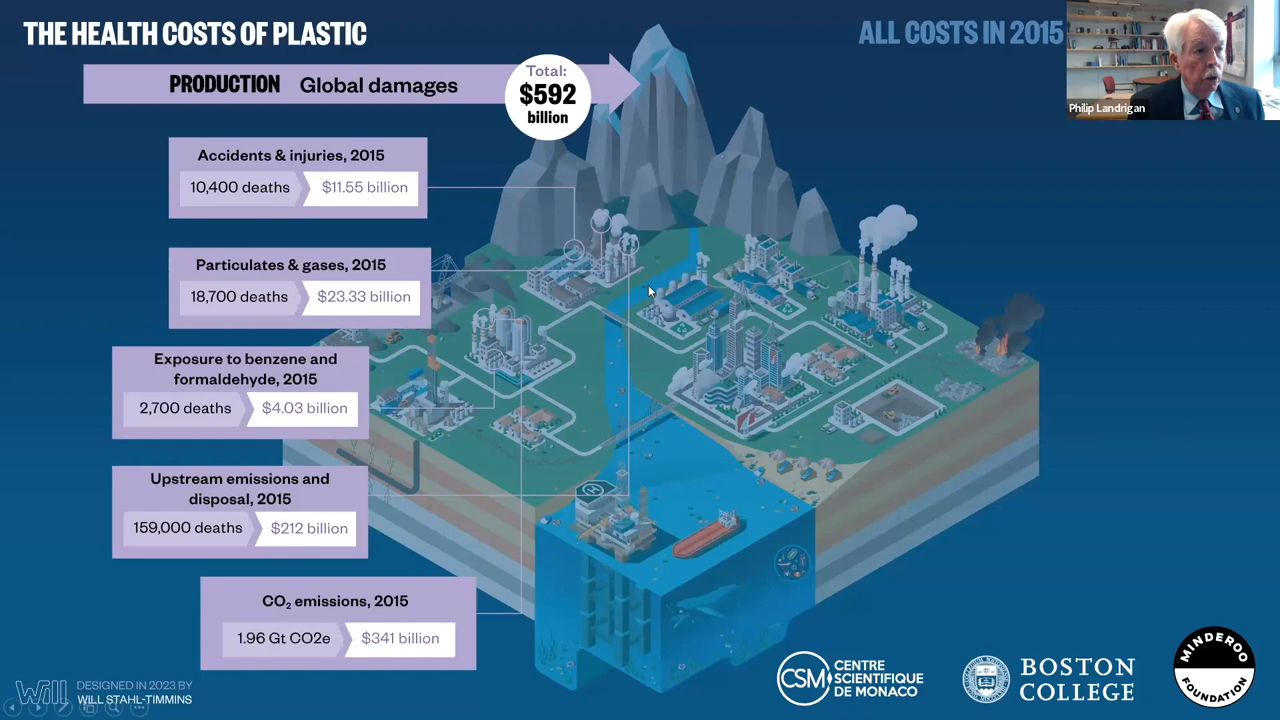 THE HEALTH COSTS OF PLASTIC
ALL COSTS IN 2015
Philip Landrigan
PRODUCTION Global damages
Total:
$592
billion
Accidents & injuries, 2015
10,400 deaths $11.55 billion
Particulates & gases, 2015
18,700 deaths $23.33 billion
Exposure to benzene and
formaldehyde, 2015
2,700 deaths $4.03 billion
Upstream emissions and
disposal, 2015
159,000 deaths $212 billion
CO₂ emissions, 2015
1.96 Gt CO2e $341 billion
H
will
DESIGNED IN 2023 BY
WILL STAHL-TIMMINS
CSM
CENTRE
SCIENTIFIQUE
DE MONACO
BOSTON
COLLEGE
MINDEROO
FOUNDATION